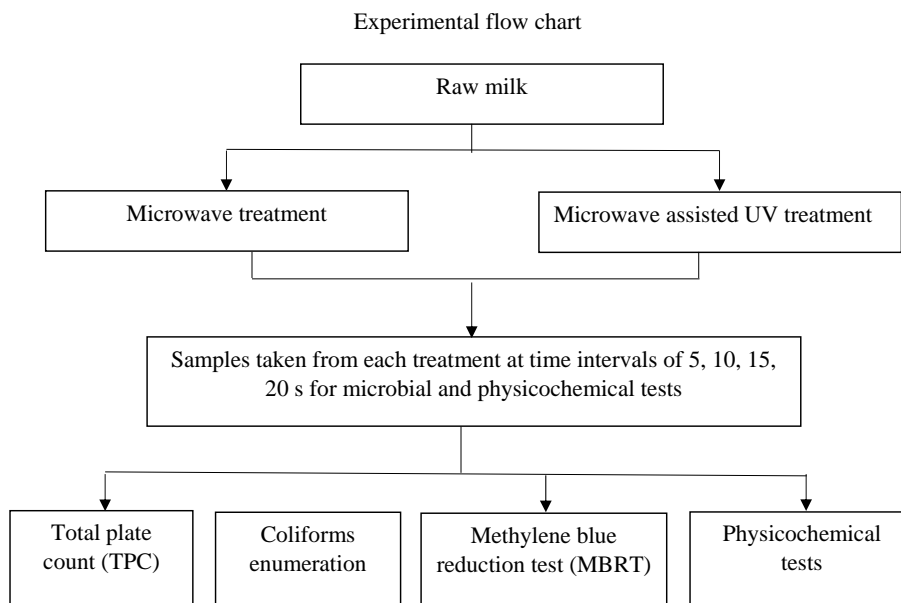 Experimental flow chart
Raw milk
Microwave treatment
Microwave assisted UV treatment
Samples taken from each treatment at time intervals of 5, 10, 15,
20 s for microbial and physicochemical tests
Total plate
count (TPC)
Coliforms
enumeration
Methylene blue
reduction test (MBRT)
Physicochemical
tests